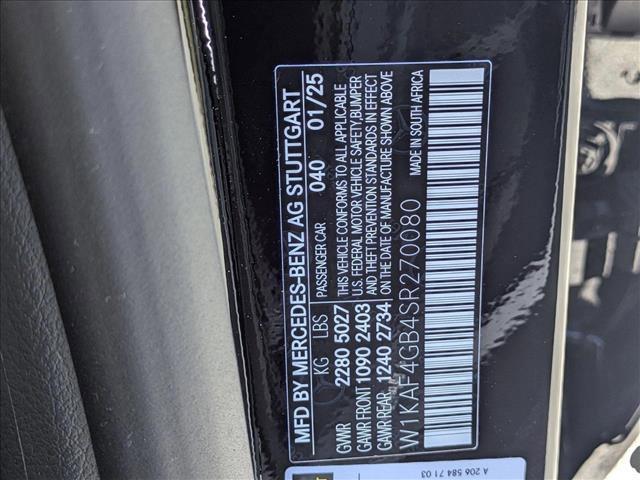 MFD BY MERCEDES-BENZ AG STUTTGART
KG LBS PASSENGER CAR 040 01/25
GVWR 2280 5027
GAWR FRONT 1090 2403
GAWR REAR 1240 2734
THIS VEHICLE CONFORMS TO ALL APPLICABLE
U.S. FEDERAL MOTOR VEHICLE SAFETY, BUMPER
AND THEFT PREVENTION STANDARDS IN EFFECT
ON THE DATE OF MANUFACTURE SHOWN ABOVE
W1KAF4GB4SR270080
MADE IN SOUTH AFRICA
A 206 584 71 03